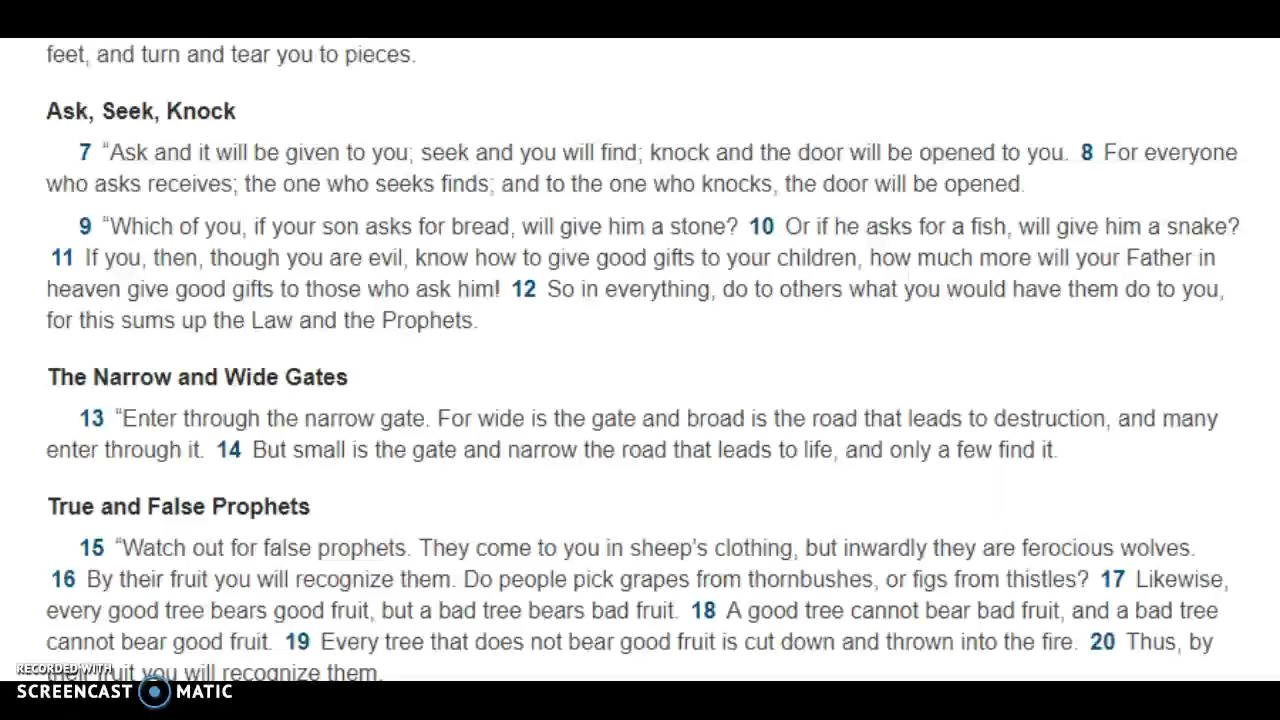 feet, and turn and tear you to pieces.
Ask, Seek, Knock
7 “Ask and it will be given to you; seek and you will find; knock and the door will be opened to you. 8 For everyone
who asks receives; the one who seeks finds; and to the one who knocks, the door will be opened.
9 “Which of you, if your son asks for bread, will give him a stone? 10 Or if he asks for a fish, will give him a snake?
11 If you, then, though you are evil, know how to give good gifts to your children, how much more will your Father in
heaven give good gifts to those who ask him! 12 So in everything, do to others what you would have them do to you,
for this sums up the Law and the Prophets.
The Narrow and Wide Gates
13 “Enter through the narrow gate. For wide is the gate and broad is the road that leads to destruction, and many
enter through it. 14 But small is the gate and narrow the road that leads to life, and only a few find it.
True and False Prophets
15 “Watch out for false prophets. They come to you in sheep’s clothing, but inwardly they are ferocious wolves.
16 By their fruit you will recognize them. Do people pick grapes from thornbushes, or figs from thistles? 17 Likewise,
every good tree bears good fruit, but a bad tree bears bad fruit. 18 A good tree cannot bear bad fruit, and a bad tree
cannot bear good fruit. 19 Every tree that does not bear good fruit is cut down and thrown into the fire. 20 Thus, by
their fruit you will recognize them.
RECORDED WITH
SCREENCAST MATIC